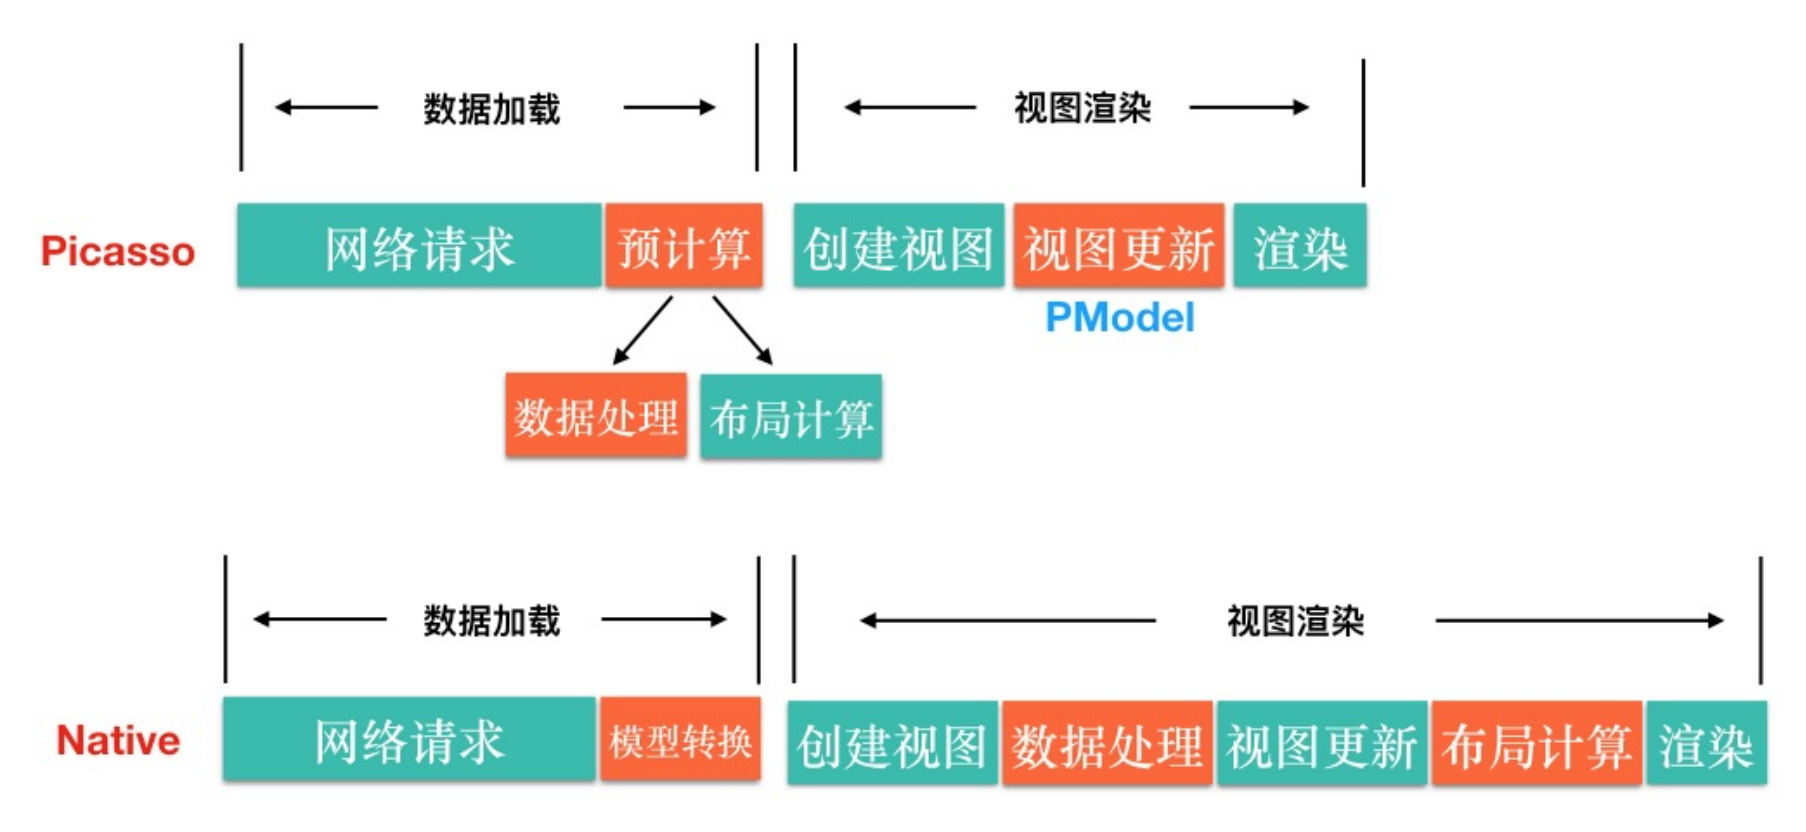 数据加载
视图渲染
Picasso
网络请求
预计算
创建视图
视图更新
渲染
PModel
数据处理
布局计算
数据加载
视图渲染
Native
网络请求
模型转换
创建视图
数据处理
视图更新
布局计算
渲染